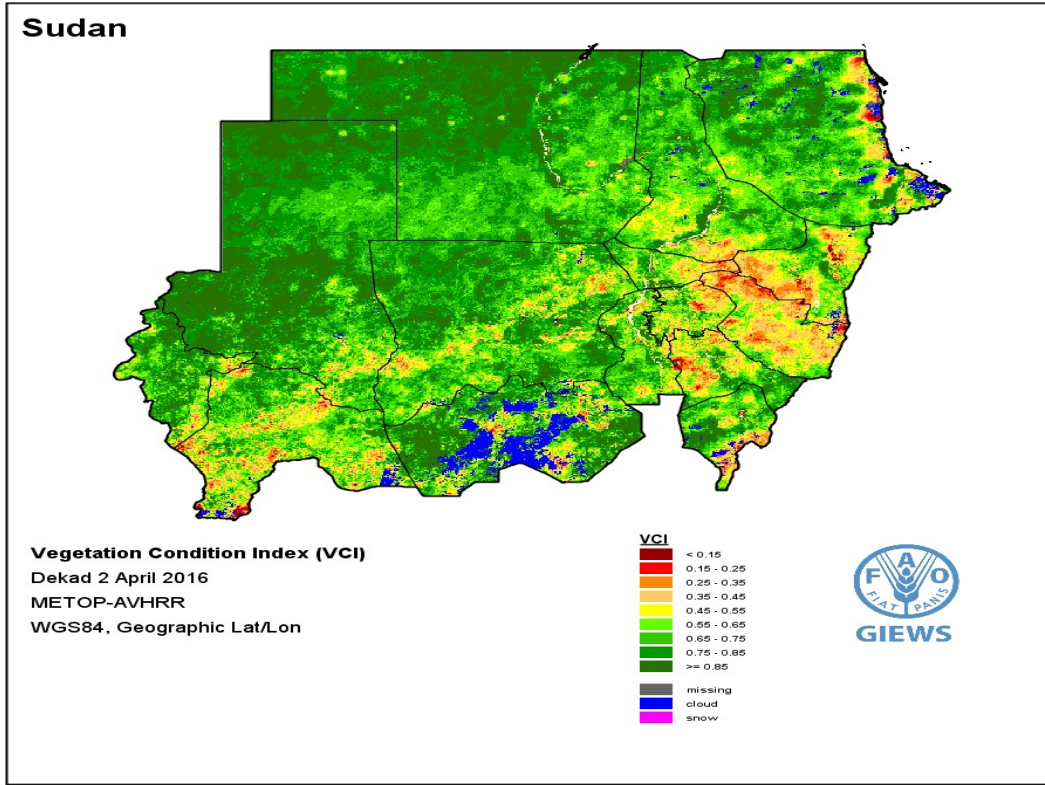 Sudan
Vegetation Condition Index (VCI)
Dekad 2 April 2016
METOP-AVHRR
WGS84, Geographic Lat/Lon
VCI
< 0.15
0.15 - 0.25
0.25 - 0.35
0.35 - 0.45
0.45 - 0.55
0.55 - 0.65
0.65 - 0.75
0.75 - 0.85
>= 0.85
missing
cloud
snow
F A O
FIAT PANIS
GIEWS